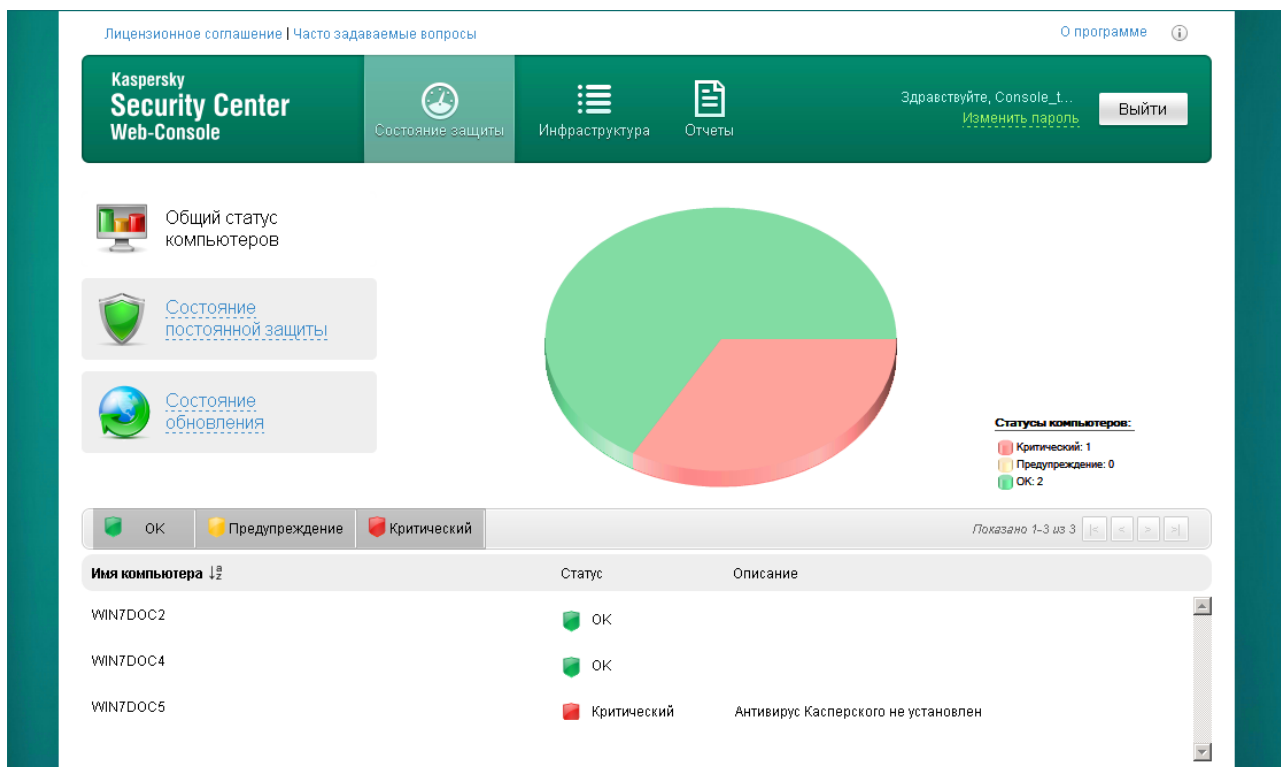 Лицензионное соглашение | Часто задаваемые вопросы
О программе
Kaspersky
Security Center
Web-Console
Состояние защиты
Инфраструктура
Отчеты
Здравствуйте, Console_t...
Изменить пароль
Выйти
Общий статус
компьютеров
Состояние
постоянной защиты
Состояние
обновления
Статусы компьютеров:
Критический: 1
Предупреждение: 0
OK: 2
OK
Предупреждение
Критический
Показано 1-3 из 3
|< < > >|
Имя компьютера
Статус
Описание
WIN7DOC2
OK
WIN7DOC4
OK
WIN7DOC5
Критический
Антивирус Касперского не установлен